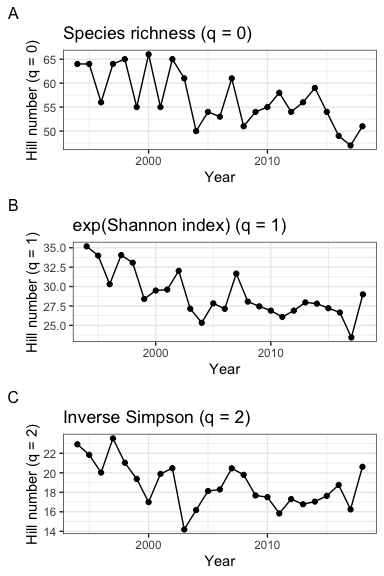 A
Species richness (q = 0)
Hill number (q = 0)
65
60
55
50
2000
2010
Year
B
exp(Shannon index) (q = 1)
Hill number (q = 1)
35.0
32.5
30.0
27.5
25.0
2000
2010
Year
C
Inverse Simpson (q = 2)
Hill number (q = 2)
22
20
18
16
14
2000
2010
Year